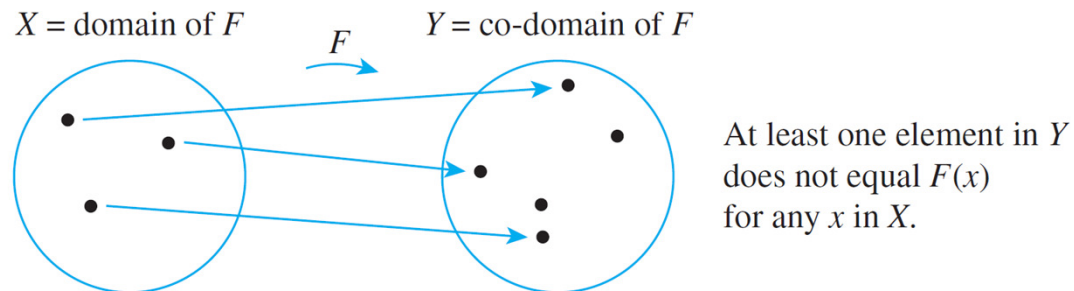 X = domain of F
F
Y = co-domain of F
At least one element in Y
does not equal F(x)
for any x in X.